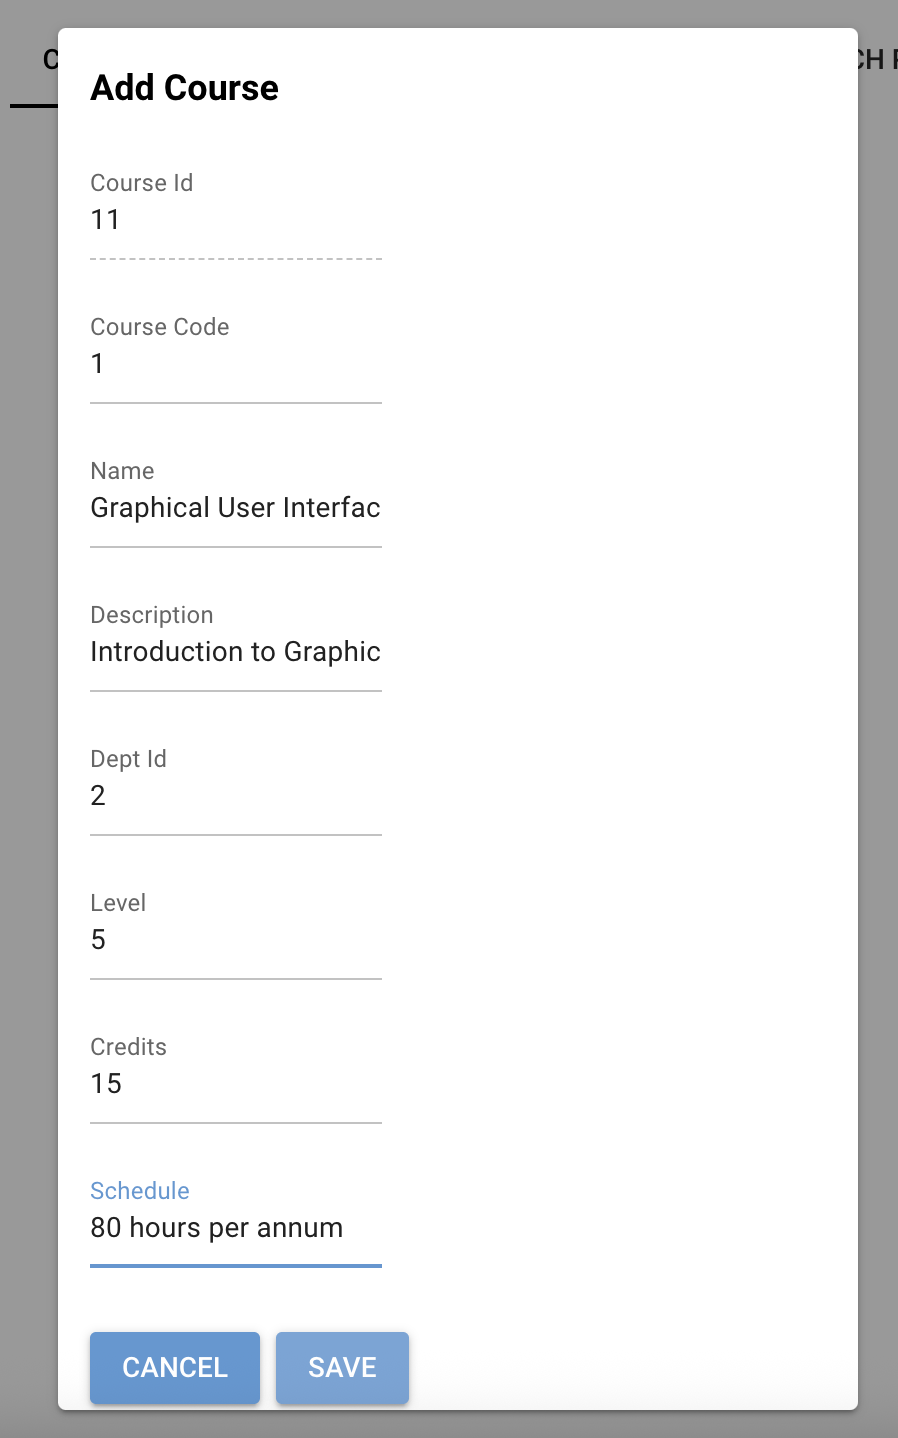 Add Course
Course Id
11
Course Code
1
Name
Graphical User Interfac
Description
Introduction to Graphic
Dept Id
2
Level
5
Credits
15
Schedule
80 hours per annum
CANCEL SAVE